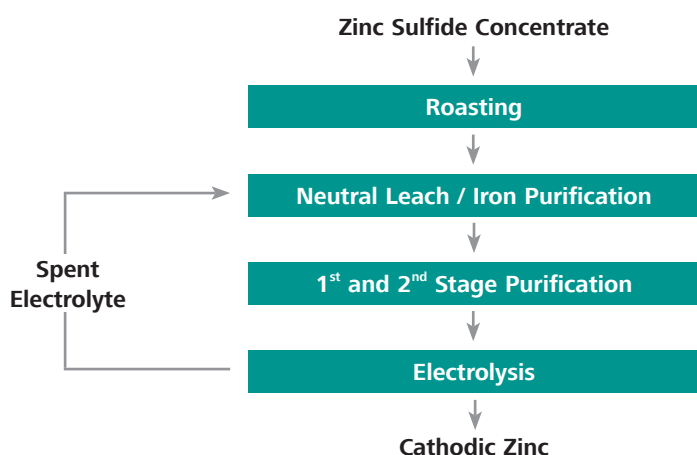 Zinc Sulfide Concentrate
Roasting
Neutral Leach / Iron Purification
Spent
Electrolyte
1st and 2nd Stage Purification
Electrolysis
Cathodic Zinc